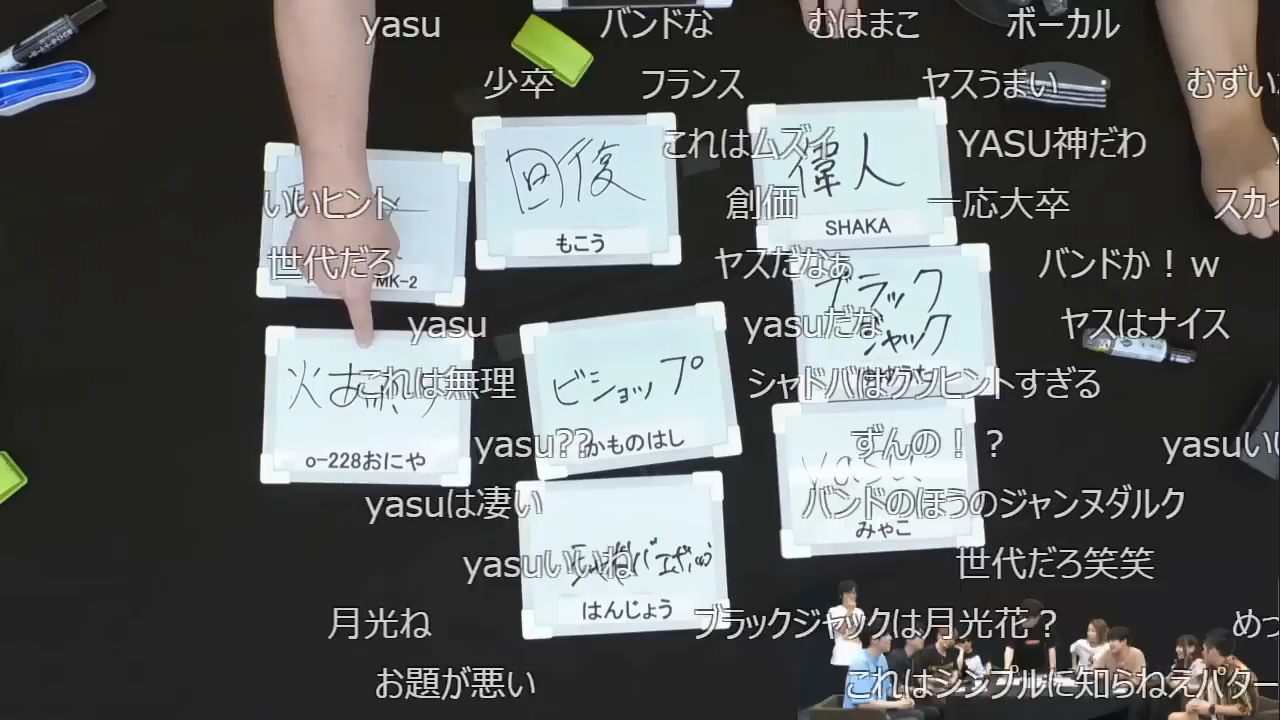 yasu
バンドな
むはまこ
ボーカル
少卒
フランス
ヤスうまい
むずい
これはムズイ
YASU神だわ
回復
もこう
偉人
SHAKA
いいヒント
創価
一応大卒
スカイ
世代だろ
MK-2
ヤスだなぁ
バンドか！ｗ
ブラック
ジャック
yasu
yasuだな
ヤスはナイス
これは無理
シャドバはクソヒントすぎる
ビショップ
かものはし
o-228おにや
yasu??
ずんの！？
yasuい
yasu
みゃこ
yasuは凄い
バンドのほうのジャンヌダルク
yasuいいね
世代だろ笑笑
はんじょう
月光ね
ブラックジャックは月光花？
めっ
お題が悪い
これはシンプルに知らねえパター